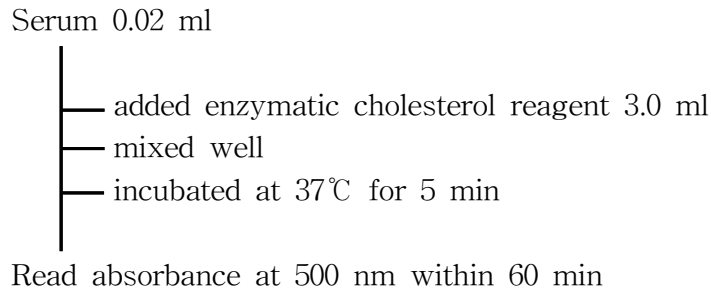 Serum 0.02 ml
added enzymatic cholesterol reagent 3.0 ml
mixed well
incubated at 37℃ for 5 min
Read absorbance at 500 nm within 60 min